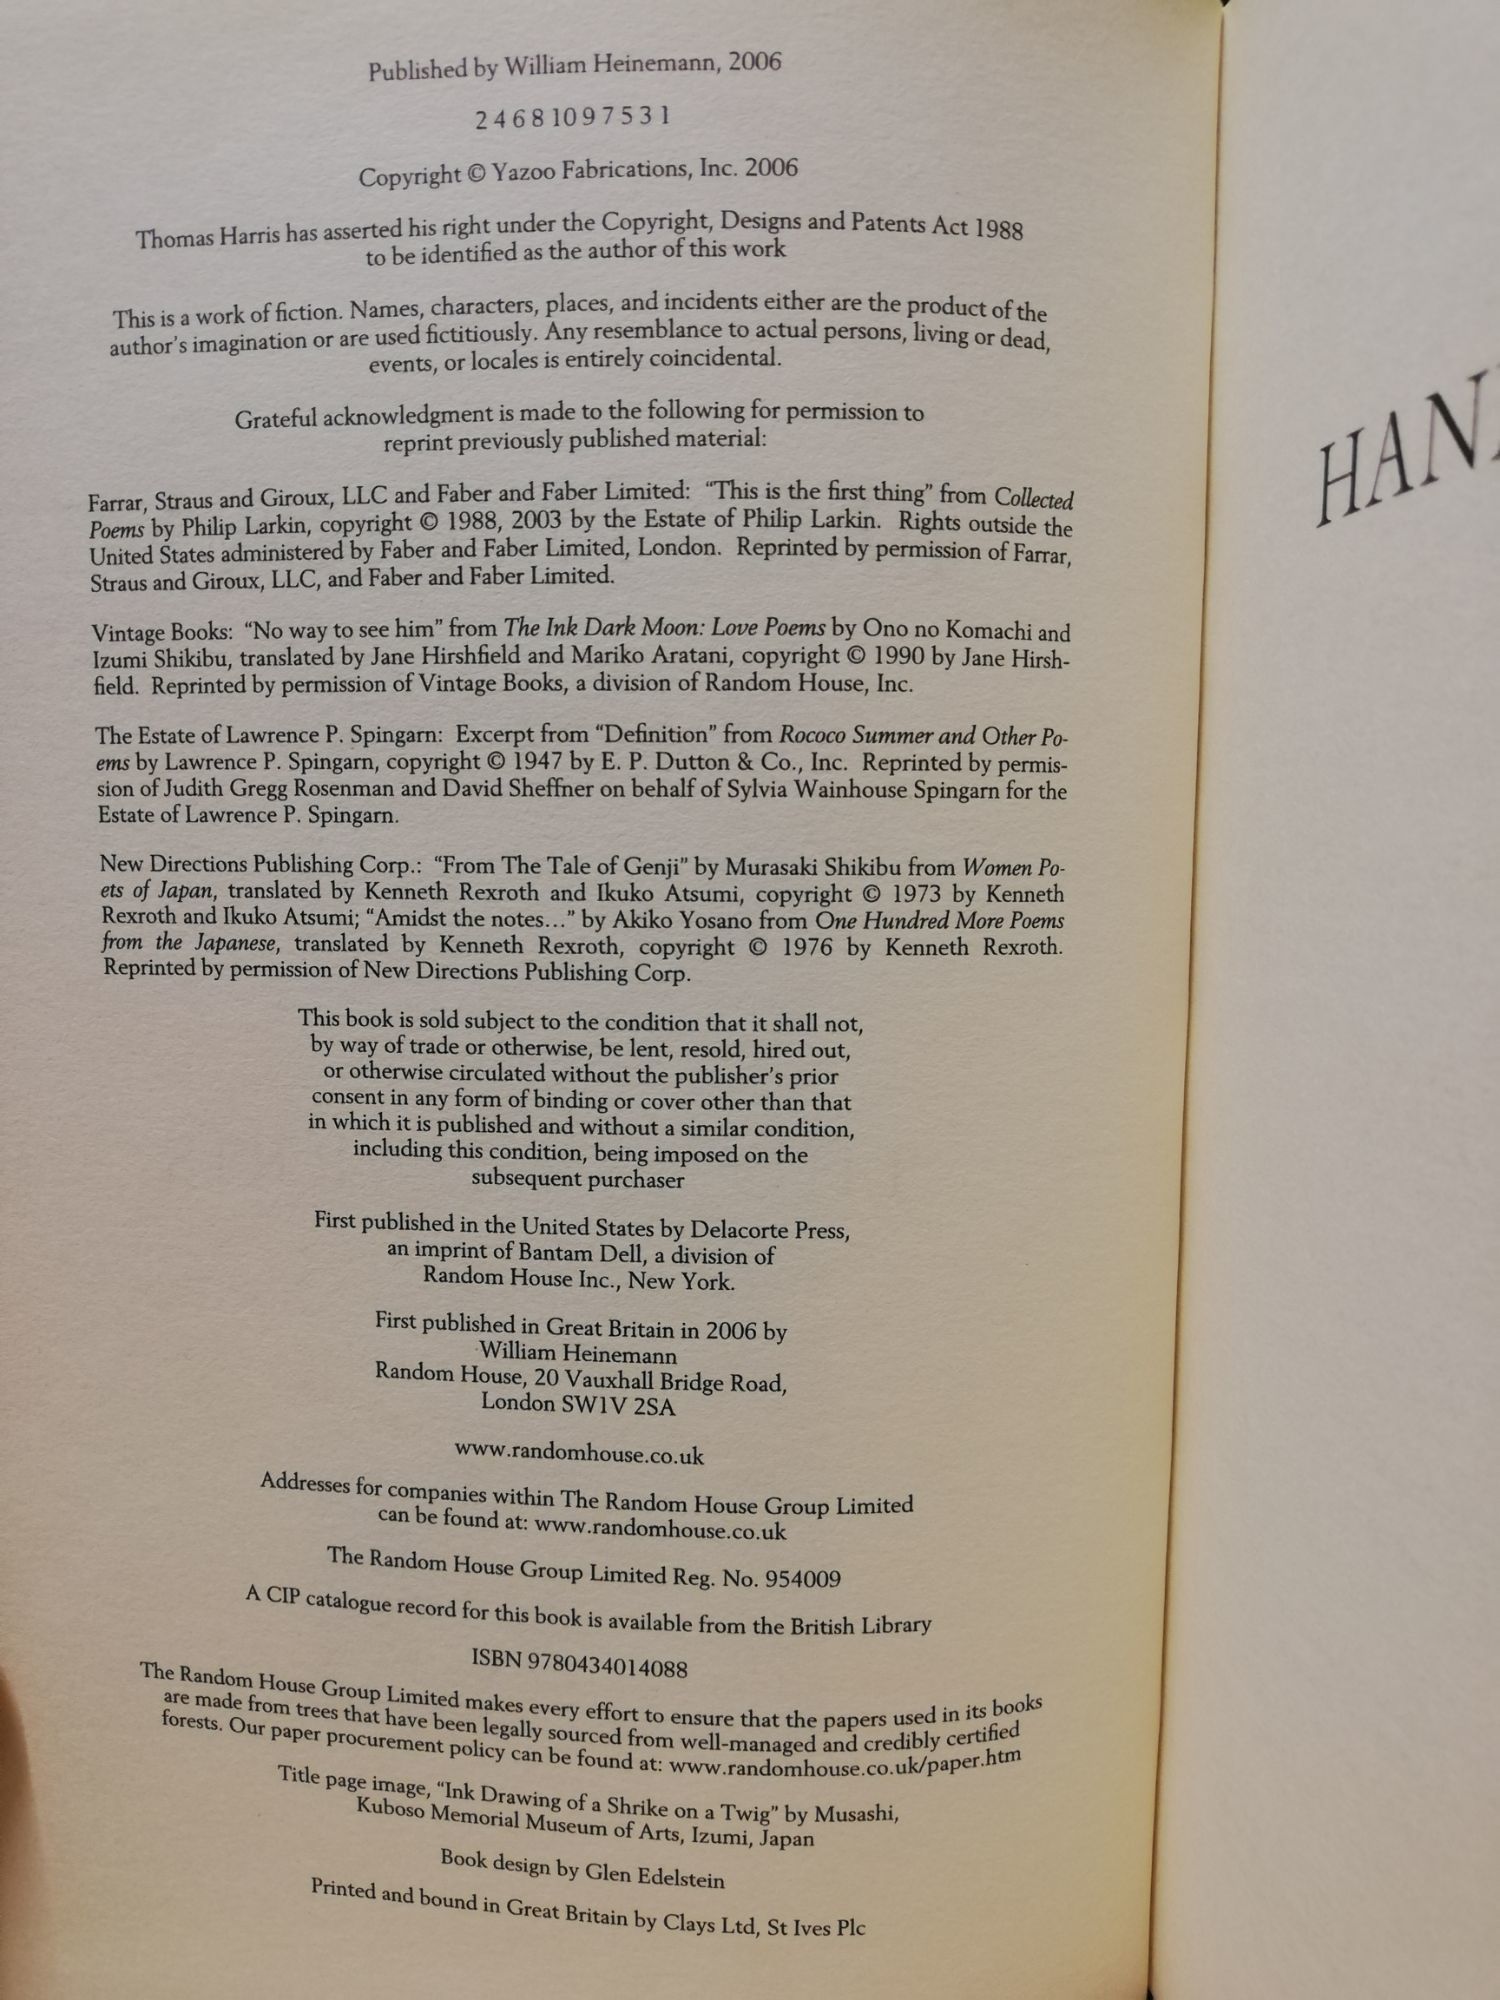 Published by William Heinemann, 2006
2 4 6 8 10 9 7 5 3 1
Copyright © Yazoo Fabrications, Inc. 2006
Thomas Harris has asserted his right under the Copyright, Designs and Patents Act 1988
to be identified as the author of this work
This is a work of fiction. Names, characters, places, and incidents either are the product of the
author's imagination or are used fictitiously. Any resemblance to actual persons, living or dead,
events, or locales is entirely coincidental.
Grateful acknowledgment is made to the following for permission to
reprint previously published material:
Farrar, Straus and Giroux, LLC and Faber and Faber Limited: “This is the first thing” from Collected
Poems by Philip Larkin, copyright © 1988, 2003 by the Estate of Philip Larkin. Rights outside the
United States administered by Faber and Faber Limited, London. Reprinted by permission of Farrar,
Straus and Giroux, LLC, and Faber and Faber Limited.
Vintage Books: “No way to see him” from The Ink Dark Moon: Love Poems by Ono no Komachi and
Izumi Shikibu, translated by Jane Hirshfield and Mariko Aratani, copyright © 1990 by Jane Hirsh-
field. Reprinted by permission of Vintage Books, a division of Random House, Inc.
The Estate of Lawrence P. Spingarn: Excerpt from “Definition” from Rococo Summer and Other Po-
ems by Lawrence P. Spingarn, copyright © 1947 by E. P. Dutton & Co., Inc. Reprinted by permis-
sion of Judith Gregg Rosenman and David Sheffner on behalf of Sylvia Wainhouse Spingarn for the
Estate of Lawrence P. Spingarn.
New Directions Publishing Corp.: “From The Tale of Genji” by Murasaki Shikibu from Women Po-
ets of Japan, translated by Kenneth Rexroth and Ikuko Atsumi, copyright © 1973 by Kenneth
Rexroth and Ikuko Atsumi; “Amidst the notes...” by Akiko Yosano from One Hundred More Poems
from the Japanese, translated by Kenneth Rexroth, copyright © 1976 by Kenneth Rexroth.
Reprinted by permission of New Directions Publishing Corp.
This book is sold subject to the condition that it shall not,
by way of trade or otherwise, be lent, resold, hired out,
or otherwise circulated without the publisher's prior
consent in any form of binding or cover other than that
in which it is published and without a similar condition,
including this condition, being imposed on the
subsequent purchaser
First published in the United States by Delacorte Press,
an imprint of Bantam Dell, a division of
Random House Inc., New York.
First published in Great Britain in 2006 by
William Heinemann
Random House, 20 Vauxhall Bridge Road,
London SW1V 2SA
www.randomhouse.co.uk
Addresses for companies within The Random House Group Limited
can be found at: www.randomhouse.co.uk
The Random House Group Limited Reg. No. 954009
A CIP catalogue record for this book is available from the British Library
ISBN 9780434014088
The Random House Group Limited makes every effort to ensure that the papers used in its books
are made from trees that have been legally sourced from well-managed and credibly certified
forests. Our paper procurement policy can be found at: www.randomhouse.co.uk/paper.htm
Title page image, “Ink Drawing of a Shrike on a Twig” by Musashi,
Kuboso Memorial Museum of Arts, Izumi, Japan
Book design by Glen Edelstein
Printed and bound in Great Britain by Clays Ltd, St Ives Plc
HAN